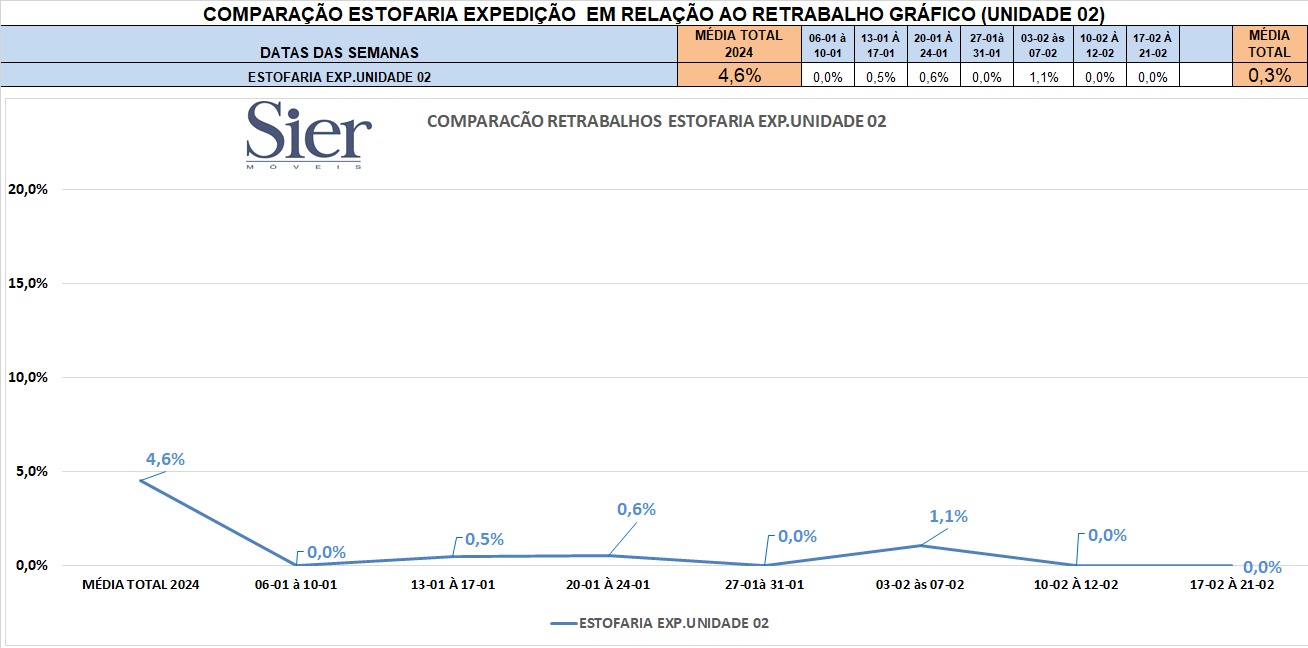 COMPARAÇÃO ESTOFARIA EXPEDIÇÃO EM RELAÇÃO AO RETRABALHO GRÁFICO (UNIDADE 02)
DATAS DAS SEMANAS
MÉDIA TOTAL
2024
06-01 à
10-01
13-01 À
17-01
20-01 À
24-01
27-01à
31-01
03-02 às
07-02
10-02 À
12-02
17-02 À
21-02
MÉDIA
TOTAL
ESTOFARIA EXP.UNIDADE 02 4,6% 0,0% 0,5% 0,6% 0,0% 1,1% 0,0% 0,0% 0,3%
Sier
MÓVEIS
COMPARACÃO RETRABALHOS ESTOFARIA EXP.UNIDADE 02
20,0%
15,0%
10,0%
5,0%
0,0%
4,6%
0,0%
0,5%
0,6%
0,0%
1,1%
0,0%
0,0%
MÉDIA TOTAL 2024 06-01 à 10-01 13-01 À 17-01 20-01 À 24-01 27-01à 31-01 03-02 às 07-02 10-02 À 12-02 17-02 À 21-02
ESTOFARIA EXP.UNIDADE 02